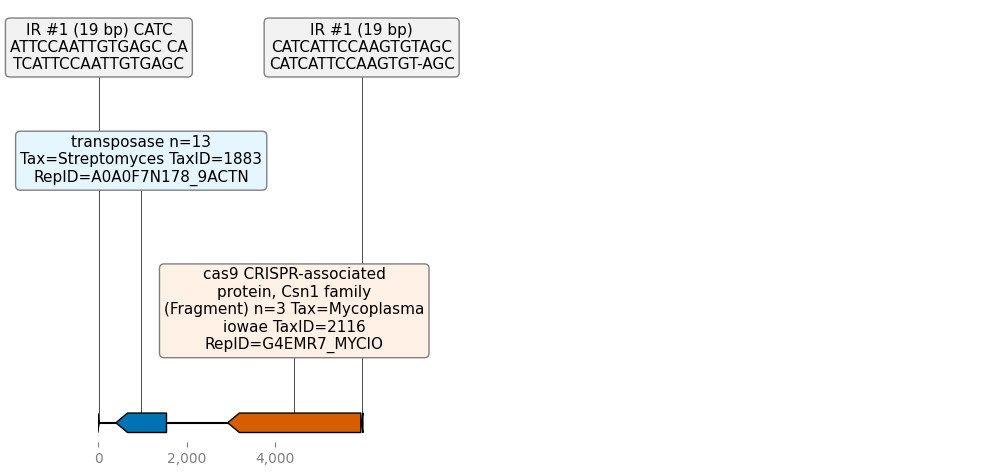 IR #1 (19 bp) CATC
ATTCCAATTGTGAGC CA
TCATTCCAATTGTGAGC
IR #1 (19 bp)
CATCATTCCAAGTGTAGC
CATCATTCCAAGTGT-AGC
transposase n=13
Tax=Streptomyces TaxID=1883
RepID=A0A0F7N178_9ACTN
cas9 CRISPR-associated
protein, Csn1 family
(Fragment) n=3 Tax=Mycoplasma
iowae TaxID=2116
RepID=G4EMR7_MYCIO
0
2,000
4,000